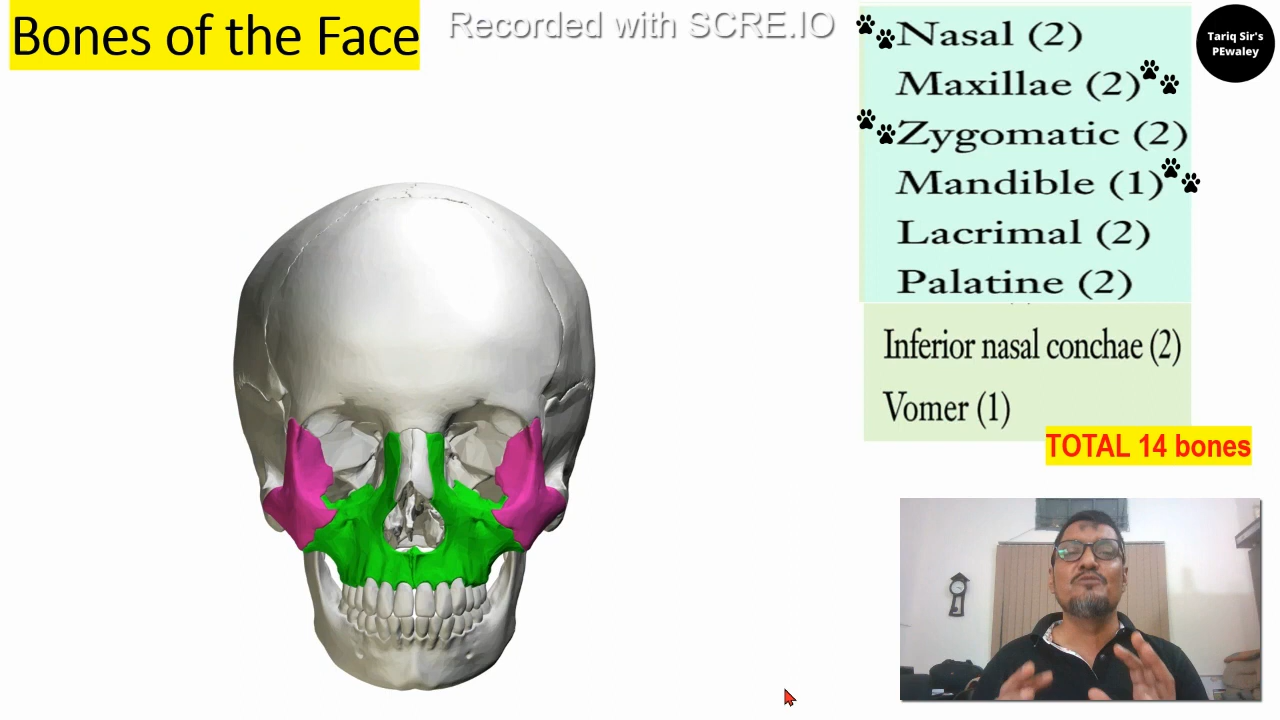 Bones of the Face
Recorded with SCRE.IO
Nasal (2)
Maxillae (2)
Zygomatic (2)
Mandible (1)
Lacrimal (2)
Palatine (2)
Inferior nasal conchae (2)
Vomer (1)
TOTAL 14 bones
Tariq Sir's
PEwaley